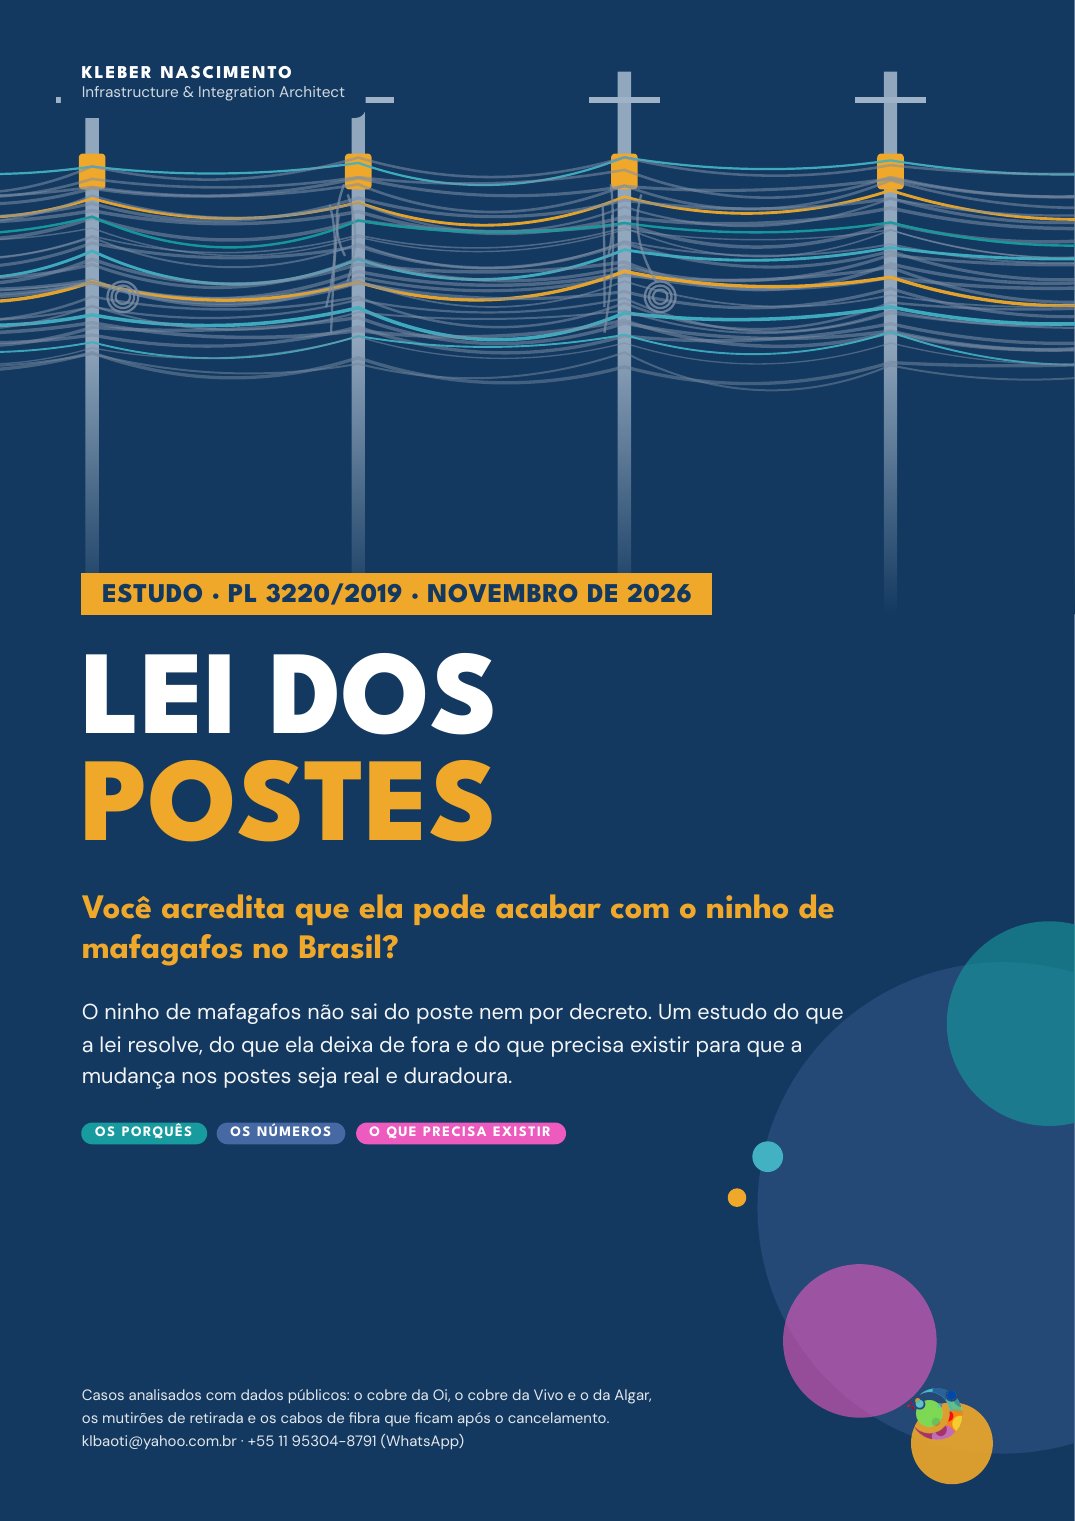 KLEBER NASCIMENTO
Infrastructure & Integration Architect
ESTUDO · PL 3220/2019 · NOVEMBRO DE 2026
LEI DOS
POSTES
Você acredita que ela pode acabar com o ninho de
mafagafos no Brasil?
O ninho de mafagafos não sai do poste nem por decreto. Um estudo do que
a lei resolve, do que ela deixa de fora e do que precisa existir para que a
mudança nos postes seja real e duradoura.
OS PORQUÊS OS NÚMEROS O QUE PRECISA EXISTIR
Casos analisados com dados públicos: o cobre da Oi, o cobre da Vivo e o da Algar,
os mutirões de retirada e os cabos de fibra que ficam após o cancelamento.
klbaoti@yahoo.com.br · +55 11 95304-8791 (WhatsApp)